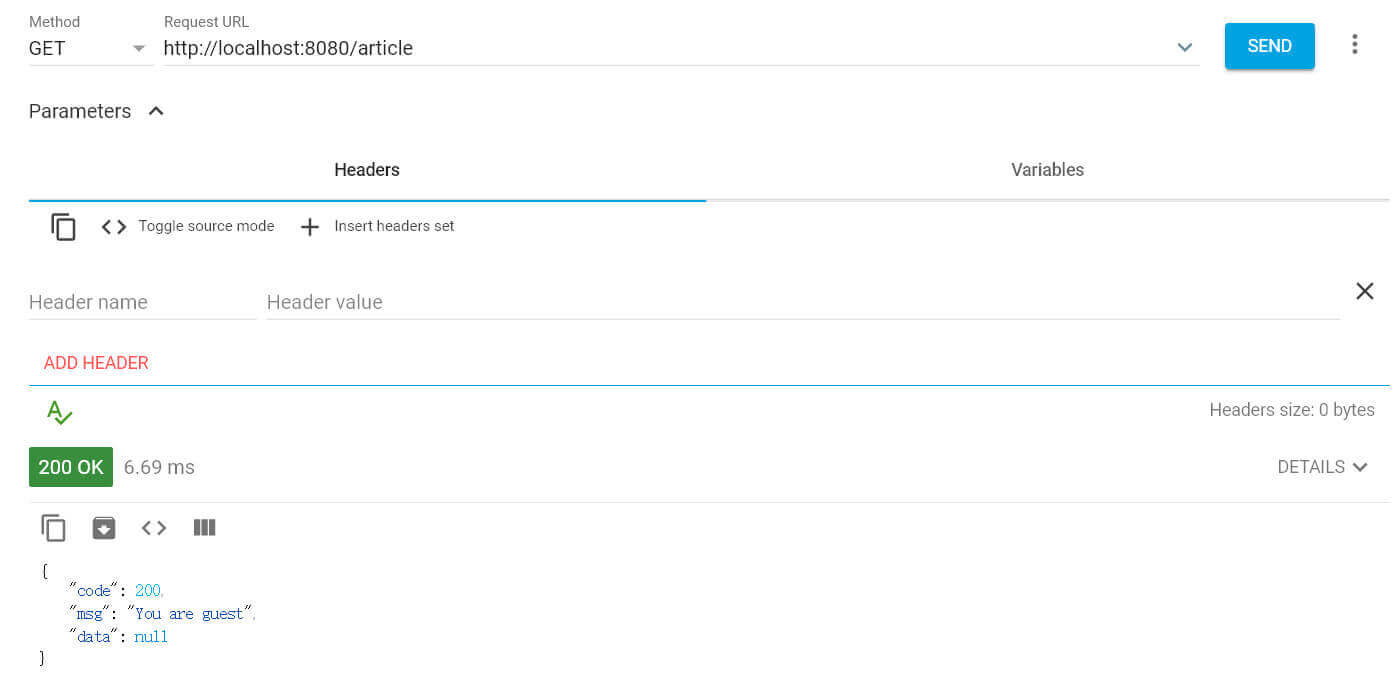 Method Request URL
GET http://localhost:8080/article SEND
Parameters
Headers Variables
Toggle source mode Insert headers set
Header name Header value
ADD HEADER
Headers size: 0 bytes
200 OK 6.69 ms DETAILS
{
"code": 200,
"msg": "You are guest",
"data": null
}